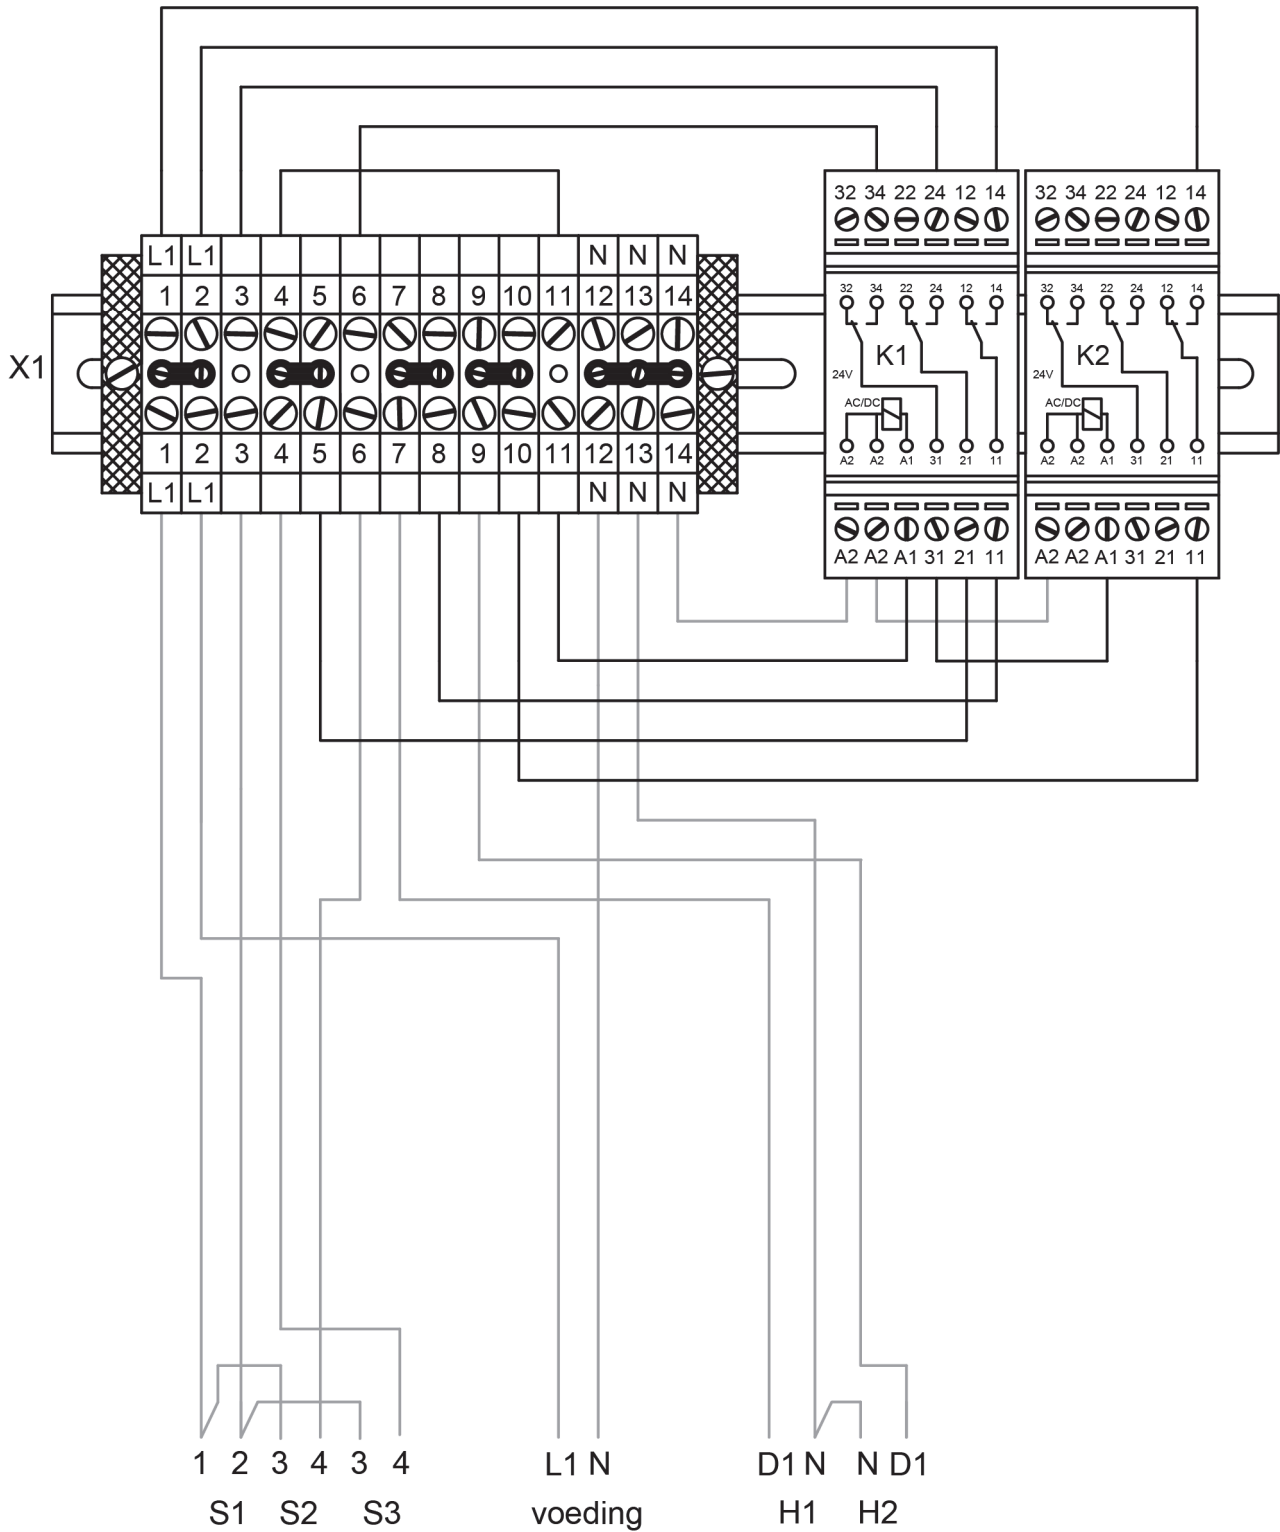 32 34 22 24 12 14
32 34 22 24 12 14
L1 L1 N N N
1 2 3 4 5 6 7 8 9 10 11 12 13 14
32 34 22 24 12 14
32 34 22 24 12 14
X1
K1
K2
24V
24V
AC/DC
AC/DC
1 2 3 4 5 6 7 8 9 10 11 12 13 14
A2 A2 A1 31 21 11
A2 A2 A1 31 21 11
L1 L1 N N N
A2 A2 A1 31 21 11
A2 A2 A1 31 21 11
1 2 3 4 3 4 L1 N D1 N N D1
S1 S2 S3 voeding H1 H2